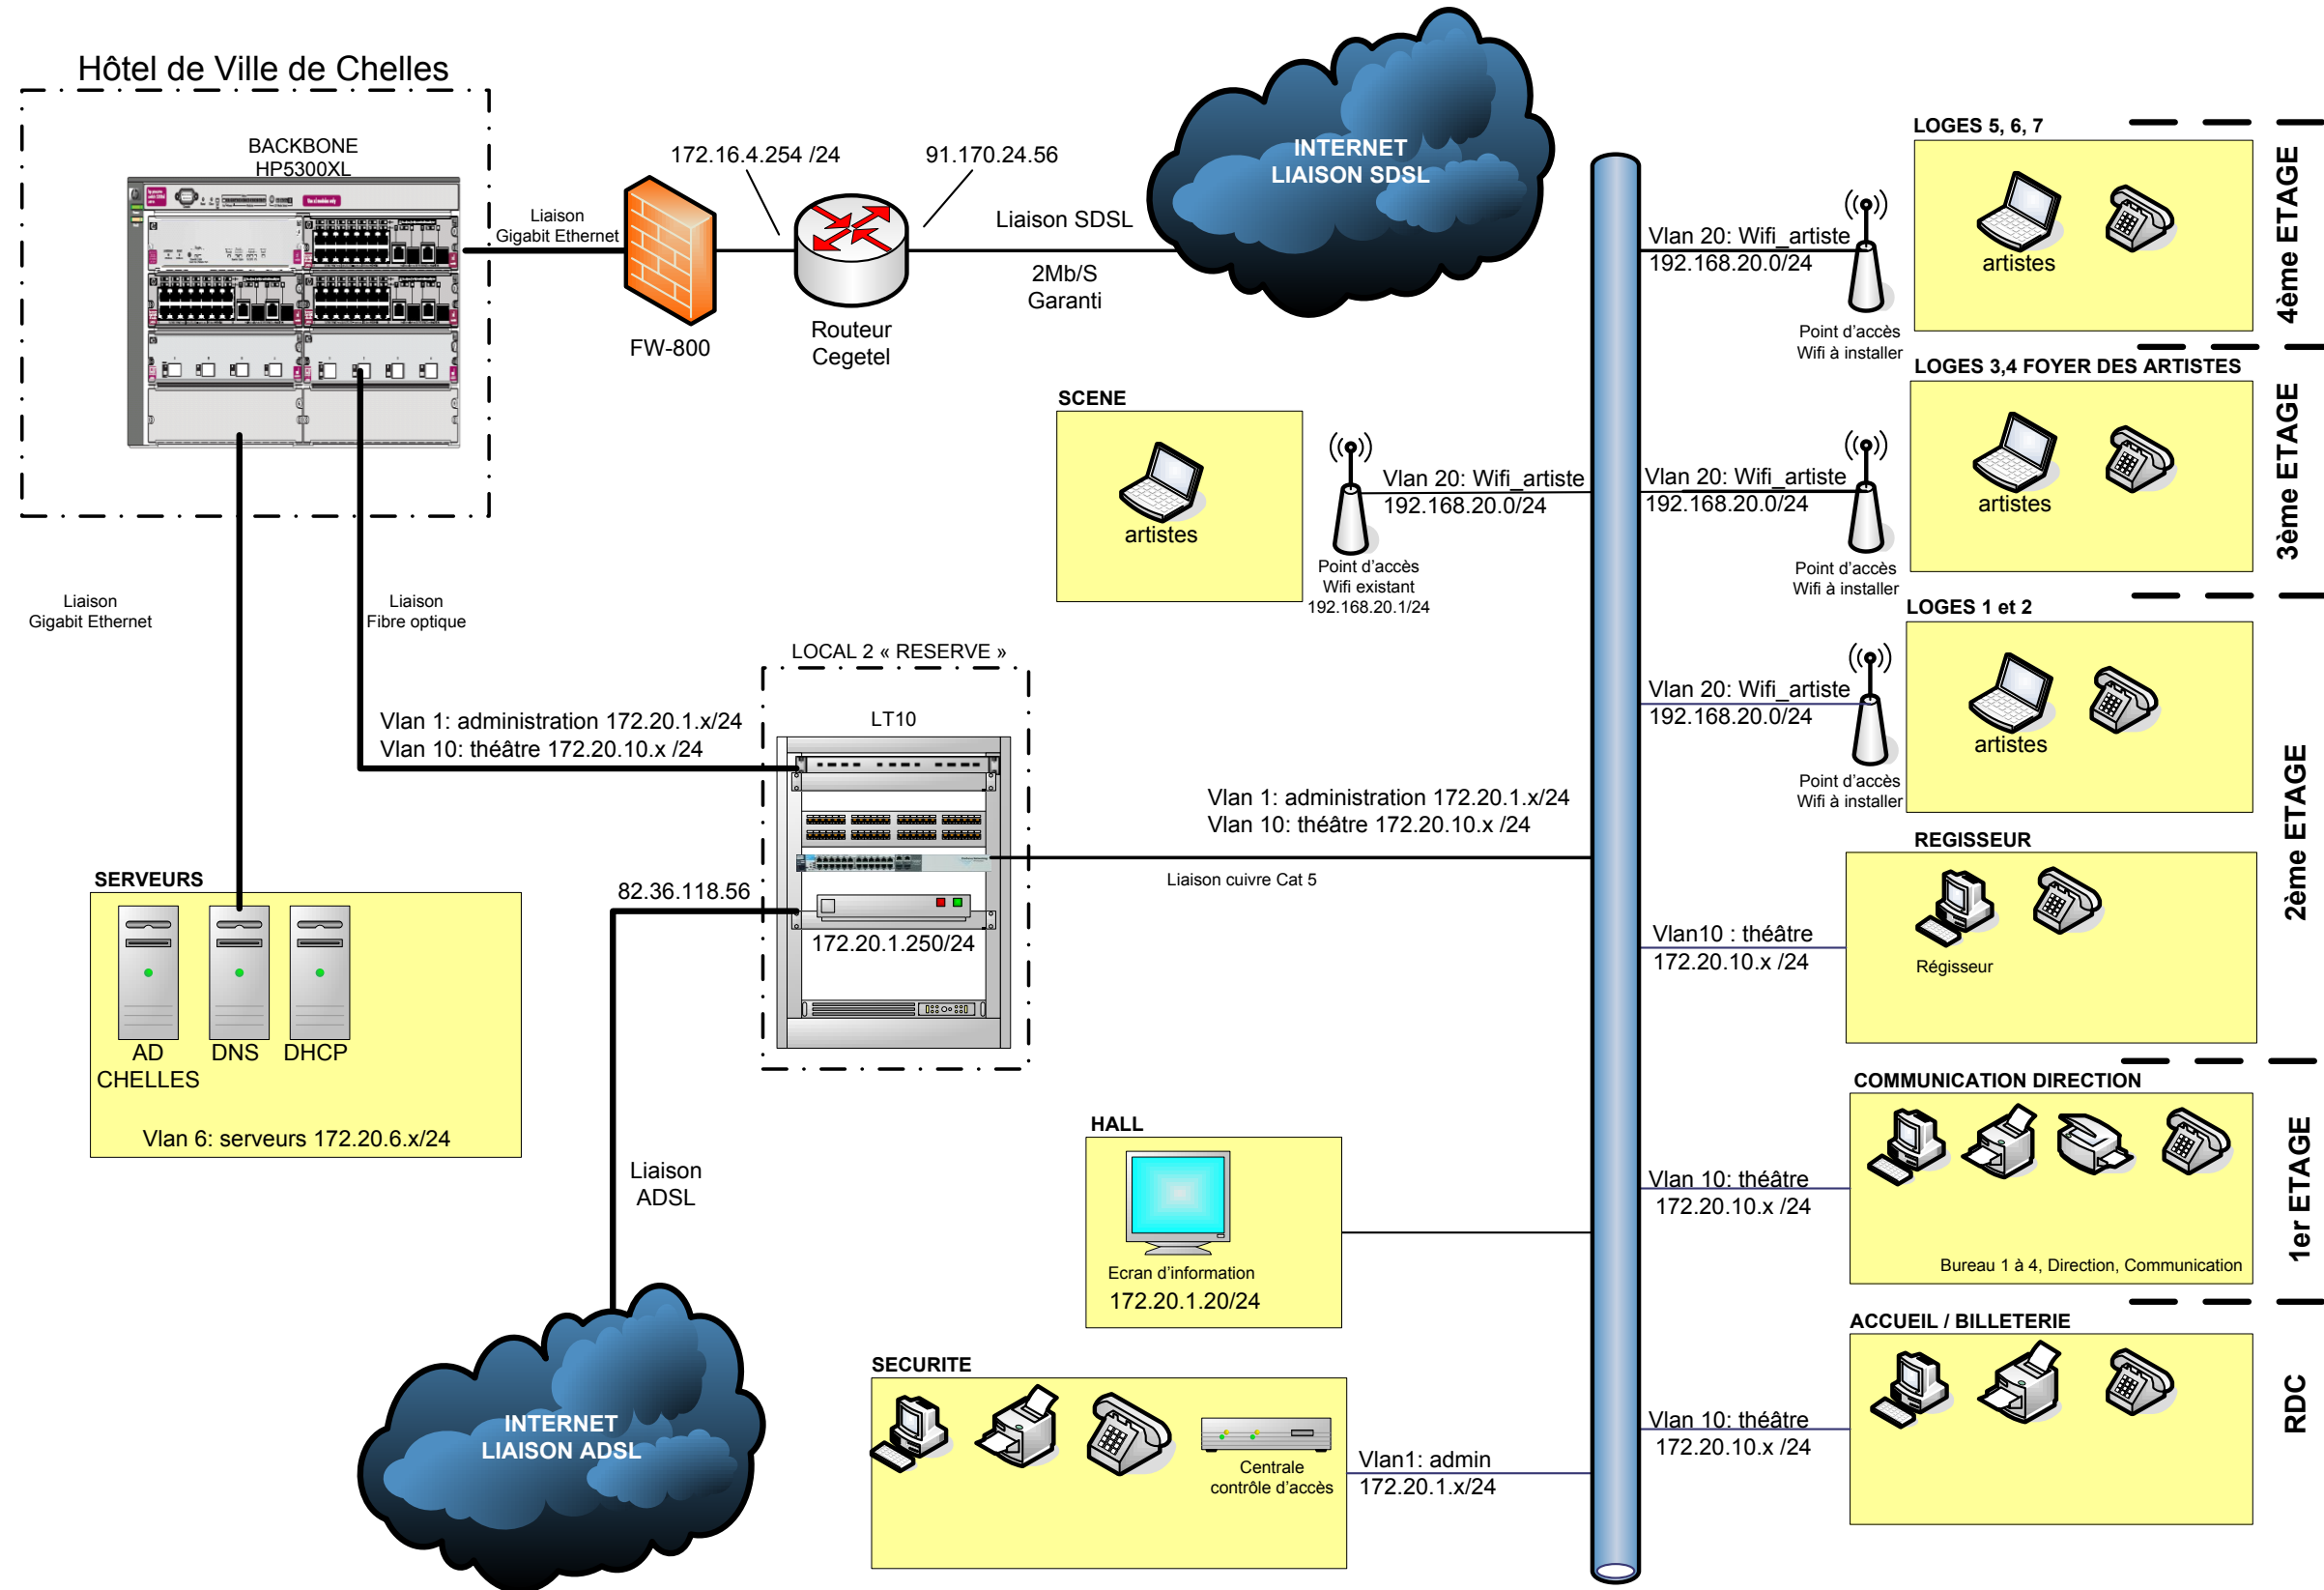 Hôtel de Ville de Chelles
BACKBONE
HP5300XL
Liaison
Gigabit Ethernet
172.16.4.254 /24
91.170.24.56
FW-800
Routeur
Cegetel
Liaison SDSL
2Mb/S
Garanti
INTERNET
LIAISON SDSL
LOGES 5, 6, 7
artistes
4ème ETAGE
Vlan 20: Wifi_artiste
192.168.20.0/24
Point d'accès
Wifi à installer
LOGES 3,4 FOYER DES ARTISTES
artistes
3ème ETAGE
Vlan 20: Wifi_artiste
192.168.20.0/24
Point d'accès
Wifi à installer
SCENE
artistes
Vlan 20: Wifi_artiste
192.168.20.0/24
Point d'accès
Wifi existant
192.168.20.1/24
Liaison
Gigabit Ethernet
Liaison
Fibre optique
LOGES 1 et 2
artistes
Vlan 20: Wifi_artiste
192.168.20.0/24
Point d'accès
Wifi à installer
2ème ETAGE
LOCAL 2 « RESERVE »
LT10
Vlan 1: administration 172.20.1.x/24
Vlan 10: théâtre 172.20.10.x /24
Vlan 1: administration 172.20.1.x/24
Vlan 10: théâtre 172.20.10.x /24
Liaison cuivre Cat 5
82.36.118.56
172.20.1.250/24
REGISSEUR
Régisseur
Vlan10 : théâtre
172.20.10.x /24
SERVEURS
AD
CHELLES
DNS
DHCP
Vlan 6: serveurs 172.20.6.x/24
Liaison
ADSL
COMMUNICATION DIRECTION
Bureau 1 à 4, Direction, Communication
Vlan 10: théâtre
172.20.10.x /24
1er ETAGE
HALL
Ecran d'information
172.20.1.20/24
ACCUEIL / BILLETERIE
Vlan 10: théâtre
172.20.10.x /24
RDC
SECURITE
Centrale
contrôle d'accès
Vlan1: admin
172.20.1.x/24
INTERNET
LIAISON ADSL